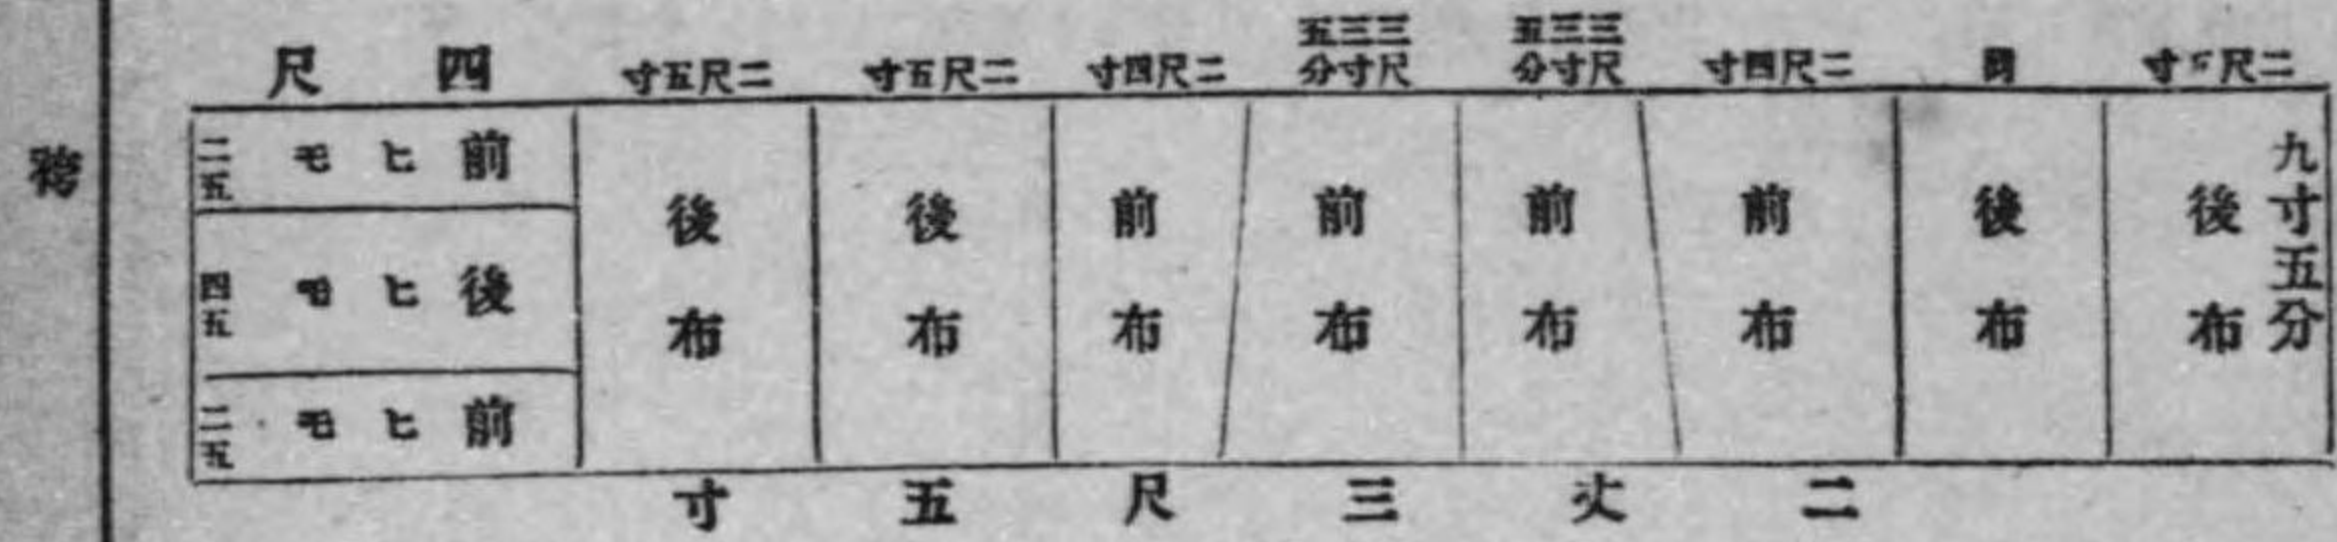 二尺五寸
同
二尺四寸
三尺三寸五分
三尺三寸五分
二尺四寸
二尺五寸
二尺五寸
四尺
九寸五分
後布
後布
前布
前布
前布
前布
後布
後布
前ヒモ
二五
後ヒモ
四五
前ヒモ
二五
二丈三尺五寸
袴